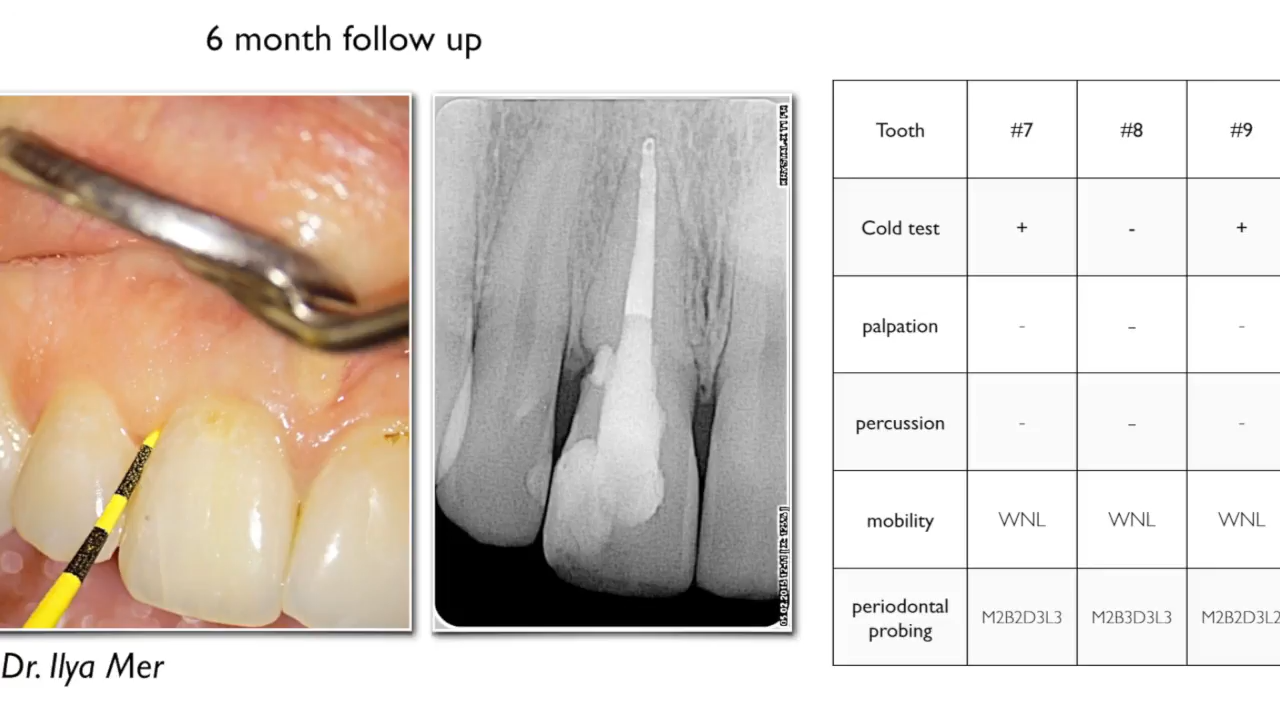 6 month follow up
Tooth #7 #8 #9
Cold test + - +
palpation - - -
percussion - - -
mobility WNL WNL WNL
periodontal probing M2B2D3L3 M2B3D3L3 M2B2D3L2
Dr. Ilya Mer